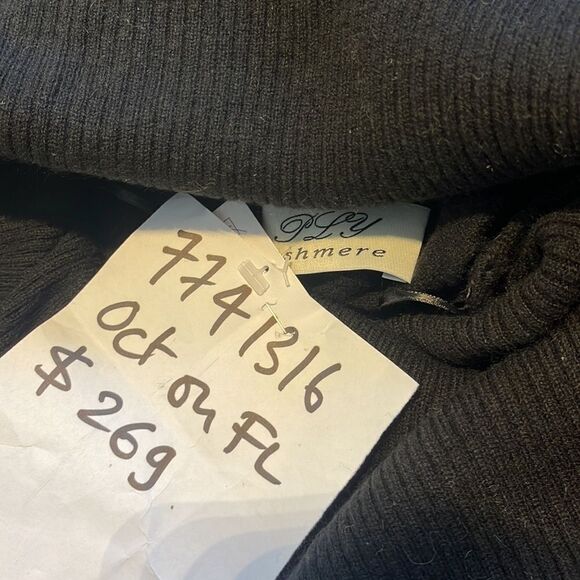 PLY
shmere
7741316
Oct on FL
$269